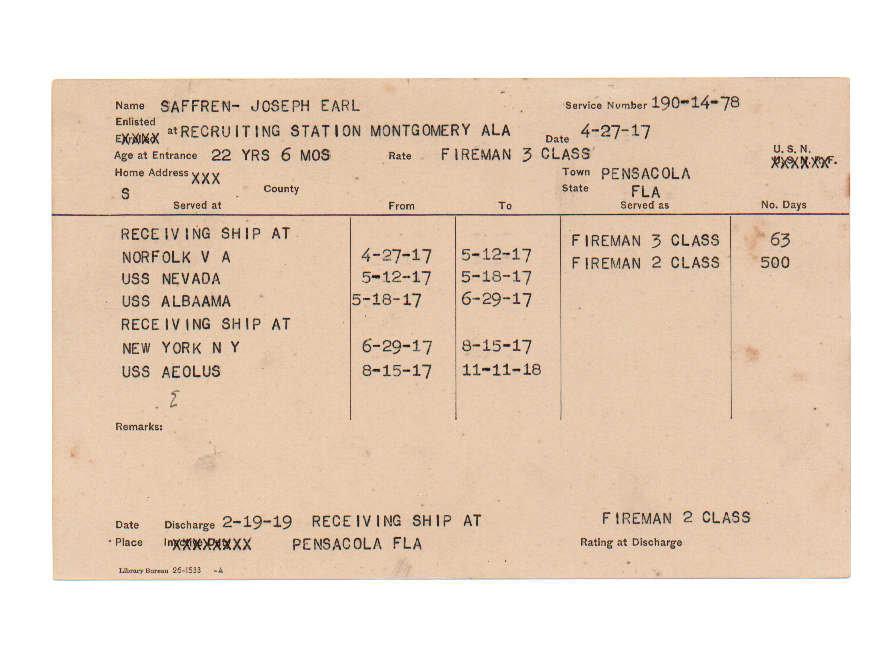 Name SAFFREN- JOSEPH EARL Service Number 190-14-78
Enlisted
at RECRUITING STATION MONTGOMERY ALA Date 4-27-17
Age at Entrance 22 YRS 6 MOS Rate FIREMAN 3 CLASS U. S. N.
Home Address XXX Town PENSACOLA
S County State FLA
Served at From To Served as No. Days
RECEIVING SHIP AT FIREMAN 3 CLASS 63
NORFOLK V A 4-27-17 5-12-17 FIREMAN 2 CLASS 500
USS NEVADA 5-12-17 5-18-17
USS ALBAAMA 5-18-17 6-29-17
RECEIVING SHIP AT
NEW YORK N Y 6-29-17 8-15-17
USS AEOLUS 8-15-17 11-11-18
Remarks:
Date Discharge 2-19-19 RECEIVING SHIP AT FIREMAN 2 CLASS
Place PENSACOLA FLA Rating at Discharge
Library Bureau 26-1533 -A